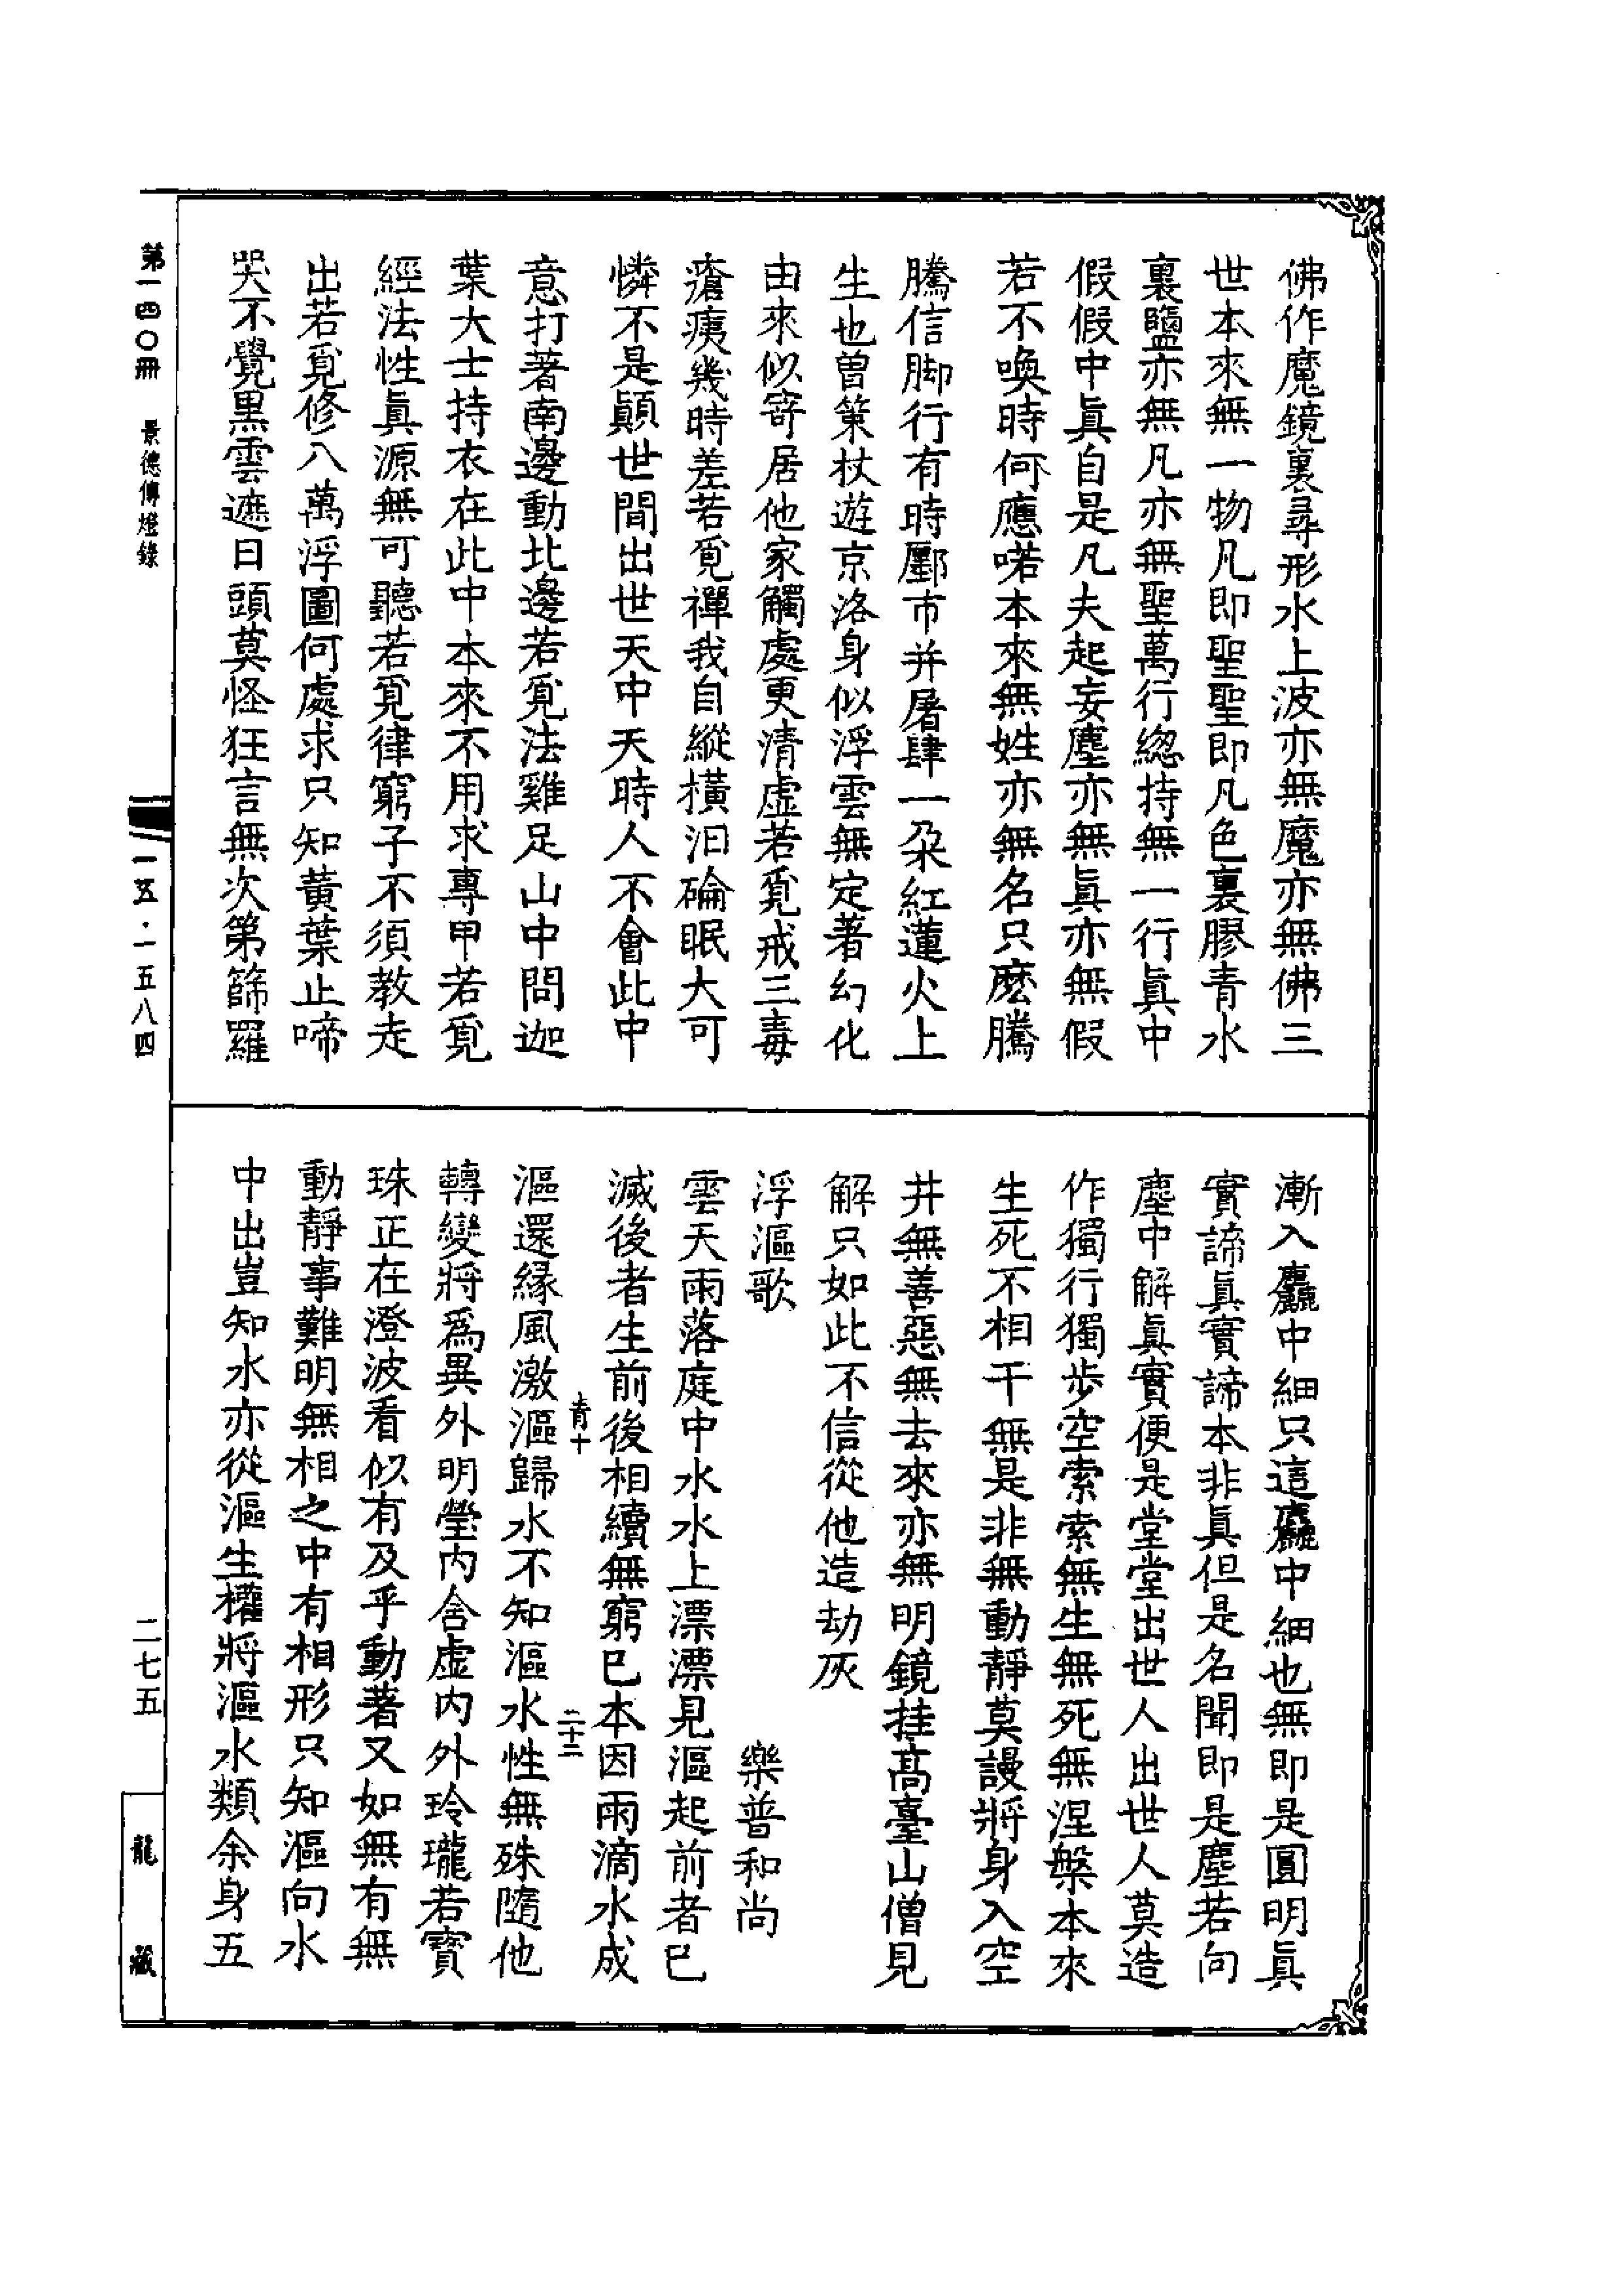 佛作魔鏡裏尋形水上波亦無魔亦無佛三
世本來無一物凡即聖聖即凡色裏膠青水
裏鹽亦無凡亦無聖萬行總持無一行眞中
假假中眞自是凡夫起妄塵亦無眞亦無假
若不喚時何應喏本來無姓亦無名只麽騰
騰信脚行有時鄽市并屠肆一朶紅蓮火上
生也曾策杖遊京洛身似浮雲無定著幻化
由來似寄居他家觸處更清虛若覓戒三毒
瘡痍幾時差若覓禪我自縱橫汨碖眠大可
憐不是顚世間出世天中天時人不會此中
意打著南邊動北邊若覓法雞足山中問迦
葉大士持衣在此中本來不用求專甲若覓
經法性眞源無可聽若覓律窮子不須教走
出若覓修八萬浮圖何處求只知黃葉止啼
哭不覺黑雲遮日頭莫怪狂言無次第篩羅
漸入麤中細只這麤中細也無即是圓明眞
實諦眞實諦本非眞但是名聞即是塵若向
塵中解眞實便是堂堂出世人出世人莫造
作獨行獨步空索索無生無死無涅槃本來
生死不相干無是非無動靜莫謾將身入空
井無善惡無去來亦無明鏡挂高臺山僧見
解只如此不信從他造劫灰
浮漚歌 樂普和尚
雲天雨落庭中水水上漂漂見漚起前者已
滅後者生前後相續無窮已本因雨滴水成
青十 二十二
漚還緣風激漚歸水不知漚水性無殊隨他
轉變將爲異外明瑩內含虛內外玲瓏若寶
珠正在澄波看似有及乎動著又如無有無
動靜事難明無相之中有相形只知漚向水
中出豈知水亦從漚生權將漚水類余身五
第一四〇冊 景德傳燈錄
一五·一五八四
二七五
龍藏